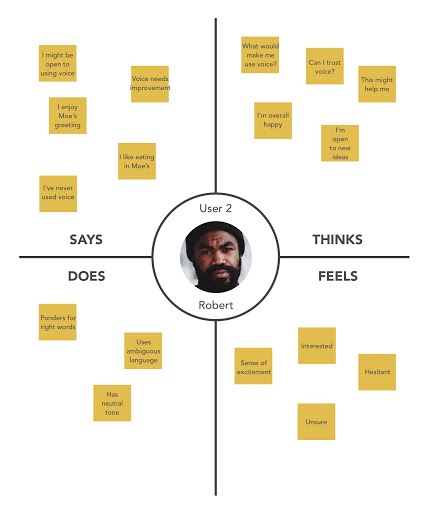 I might be
open to
using voice
Voice needs
improvement
I enjoy
Moe's
greeting
I like eating
in Moe's
I've never
used voice
SAYS
What would
make me
use voice?
Can I trust
voice?
This might
help me
I'm overall
happy
I'm
open
to new
ideas
THINKS
User 2
Robert
DOES
Ponders for
right words
Uses
ambiguous
language
Has
neutral
tone
FEELS
Interested
Sense of
excitement
Hesitant
Unsure